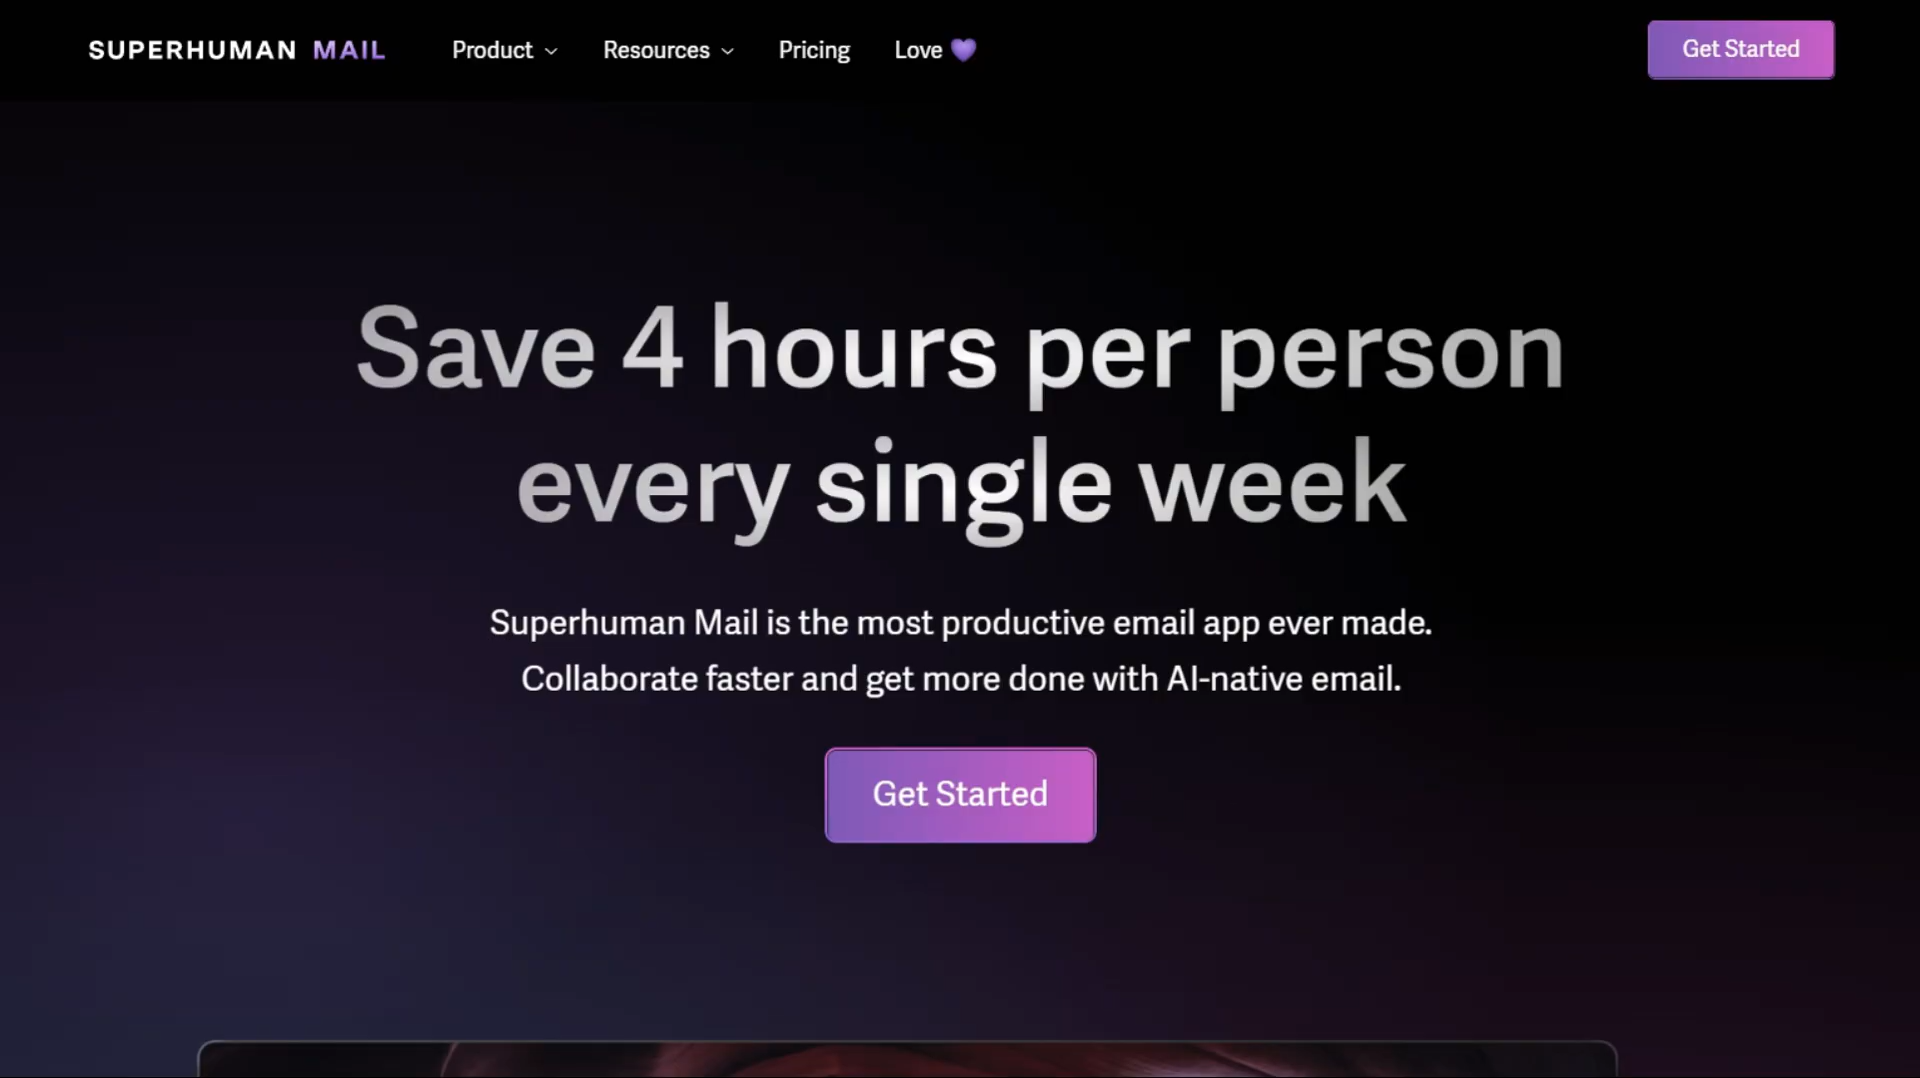 SUPERHUMAN MAIL
Product
Resources
Pricing
Love 💜
Get Started
Save 4 hours per person
every single week
Superhuman Mail is the most productive email app ever made.
Collaborate faster and get more done with AI-native email.
Get Started